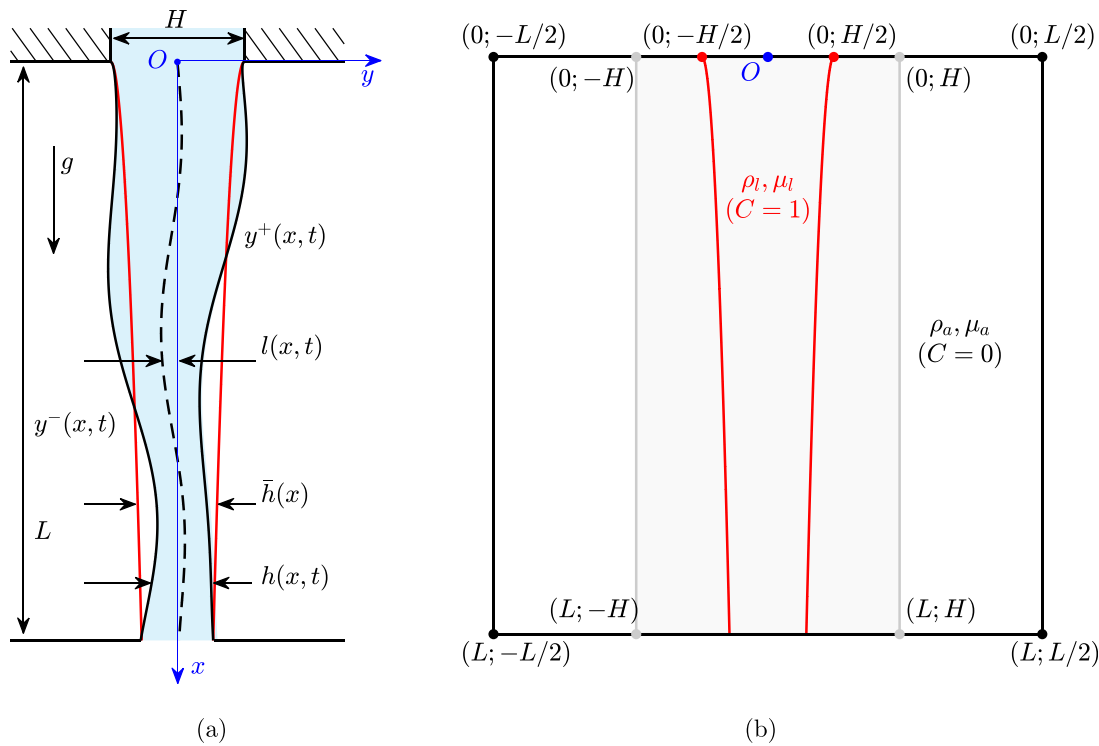 H
O
y
g
y⁺(x, t)
l(x, t)
y⁻(x, t)
h̄(x)
L
h(x, t)
x
(a)
(0; −L/2)
(0; −H/2)
(0; H/2)
(0; L/2)
(0; −H)
O
(0; H)
ρ_l, μ_l
(C = 1)
ρ_a, μ_a
(C = 0)
(L; −H)
(L; H)
(L; −L/2)
(L; L/2)
(b)